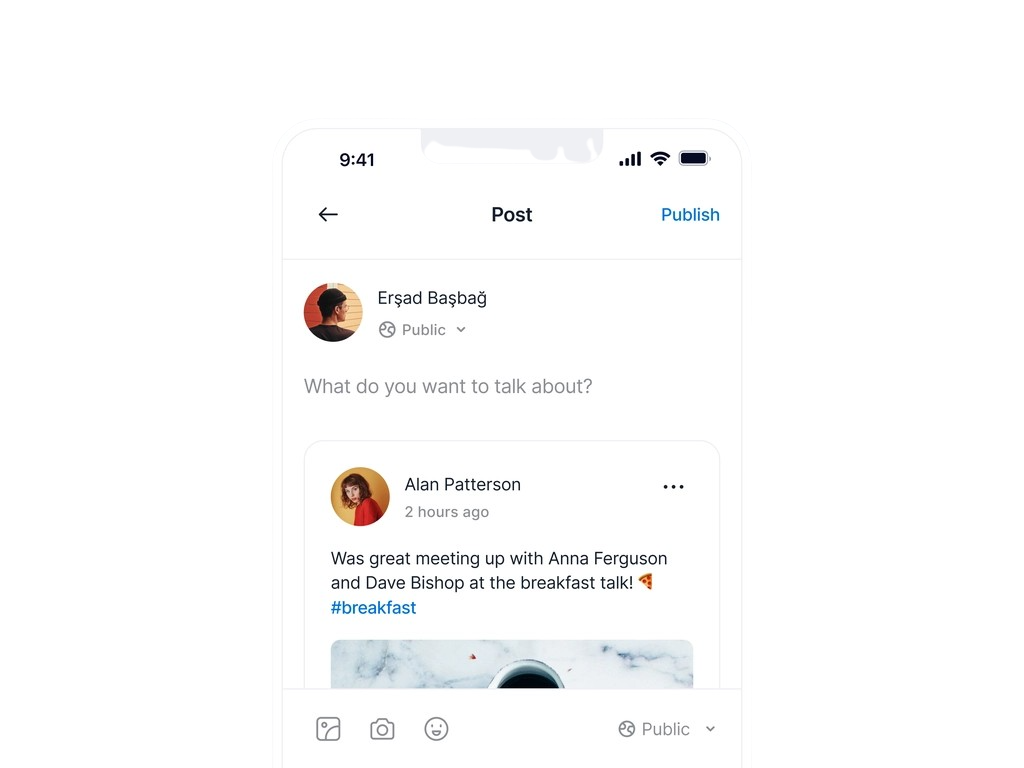 9:41
Post
Publish
Erşad Başbağ
Public
What do you want to talk about?
Alan Patterson
2 hours ago
Was great meeting up with Anna Ferguson
and Dave Bishop at the breakfast talk! 🍕
#breakfast
Public